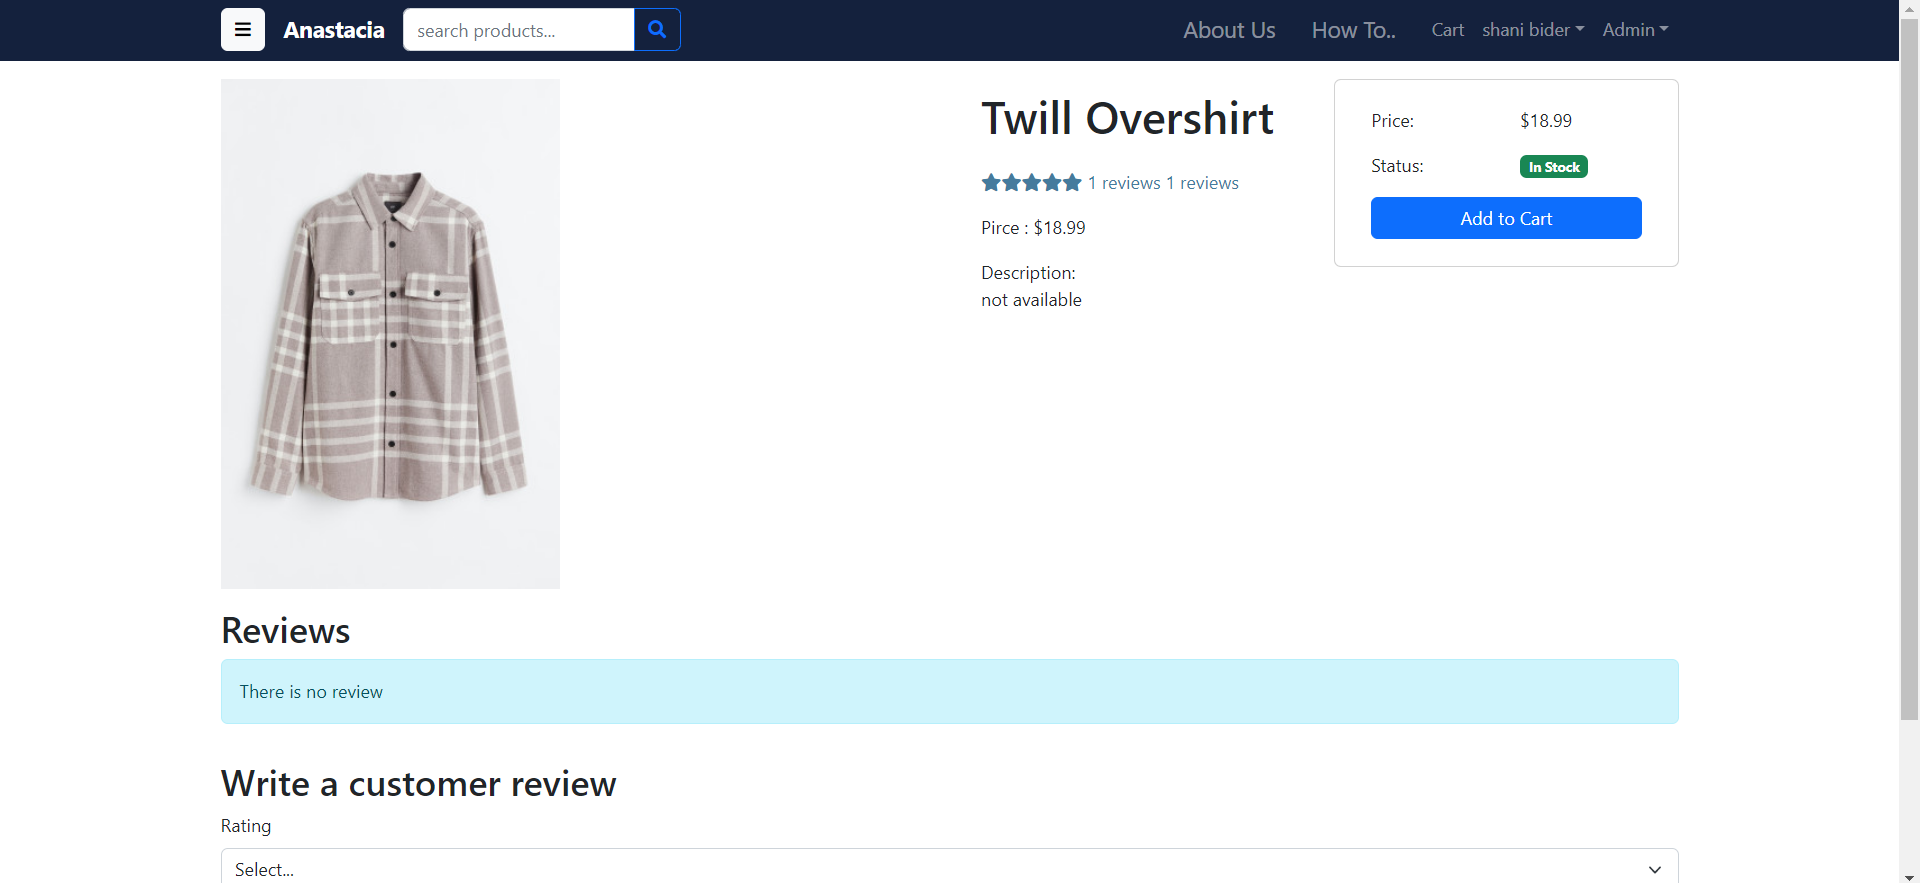 Anastacia
search products...
About Us
How To..
Cart
shani bider
Admin
Twill Overshirt
1 reviews 1 reviews
Pirce : $18.99
Description:
not available
Price:
$18.99
Status:
In Stock
Add to Cart
Reviews
There is no review
Write a customer review
Rating
Select...